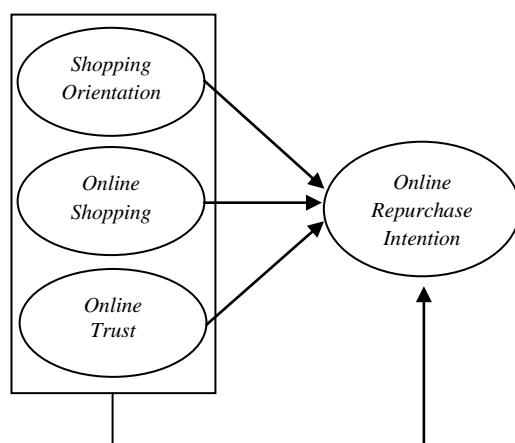 Shopping
Orientation
Online
Shopping
Online
Trust
Online
Repurchase
Intention